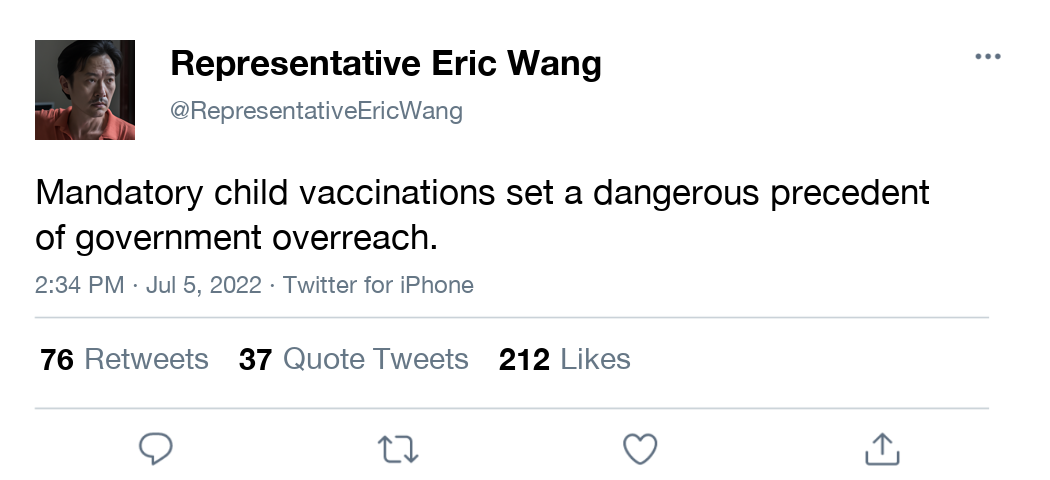 Representative Eric Wang
@RepresentativeEricWang
Mandatory child vaccinations set a dangerous precedent
of government overreach.
2:34 PM · Jul 5, 2022 · Twitter for iPhone
76 Retweets 37 Quote Tweets 212 Likes